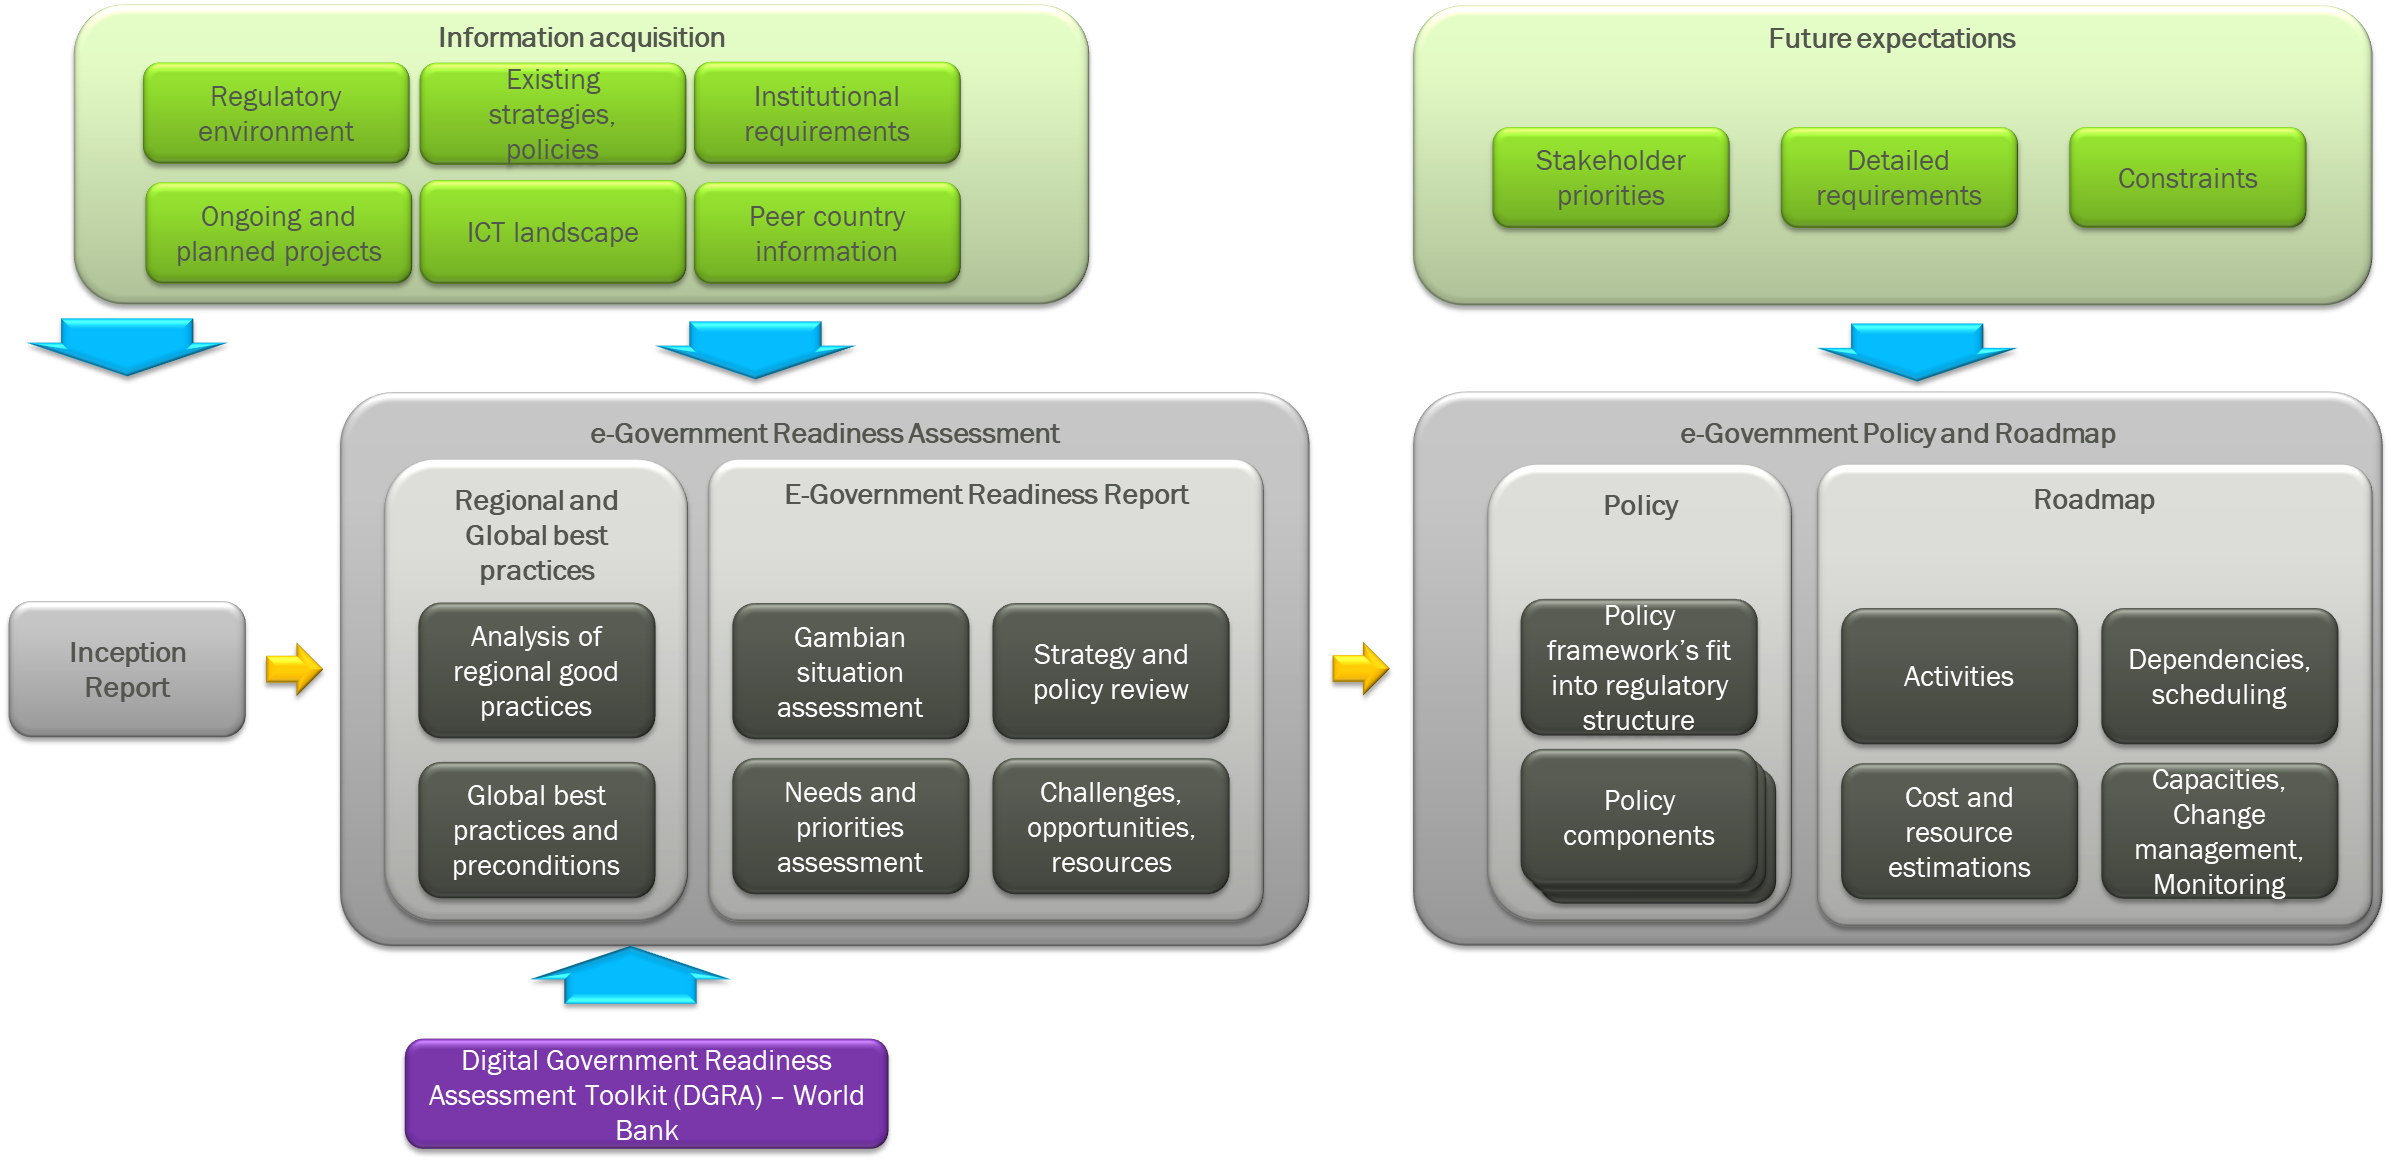 Information acquisition
Regulatory
environment
Existing
strategies,
policies
Institutional
requirements
Ongoing and
planned projects
ICT landscape
Peer country
information
Future expectations
Stakeholder
priorities
Detailed
requirements
Constraints
Inception
Report
e-Government Readiness Assessment
Regional and
Global best
practices
Analysis of
regional good
practices
Global best
practices and
preconditions
E-Government Readiness Report
Gambian
situation
assessment
Strategy and
policy review
Needs and
priorities
assessment
Challenges,
opportunities,
resources
e-Government Policy and Roadmap
Policy
Policy
framework’s fit
into regulatory
structure
Policy
components
Roadmap
Activities
Dependencies,
scheduling
Cost and
resource
estimations
Capacities,
Change
management,
Monitoring
Digital Government Readiness
Assessment Toolkit (DGRA) – World
Bank